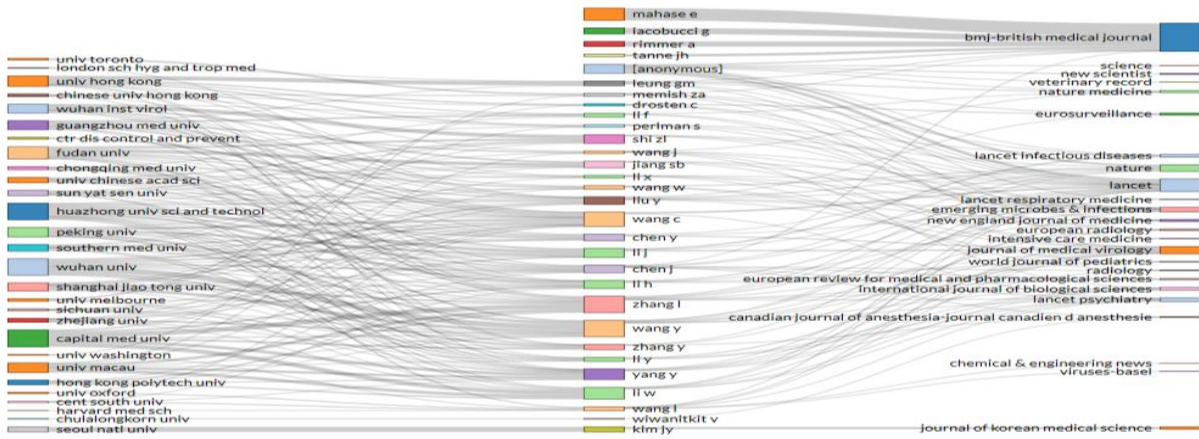 univ toronto
london sch hyg and trop med
univ hong kong
chinese univ hong kong
wuhan inst virol
guangzhou med univ
ctr dis control and prevent
fudan univ
chongqing med univ
univ chinese acad sci
sun yat sen univ
huazhong univ sci and technol
peking univ
southern med univ
wuhan univ
shanghai jiao tong univ
univ melbourne
sichuan univ
zhejiang univ
capital med univ
univ washington
univ macau
hong kong polytech univ
univ oxford
cent south univ
harvard med sch
chulalongkorn univ
seoul natl univ
mahase e
iacobucci g
rimmer a
tanne jh
[anonymous]
leung gm
memish za
drosten c
li f
perlman s
shi zl
wang j
jiang sb
li x
wang w
liu y
wang c
chen y
li j
chen j
li h
zhang l
wang y
zhang y
li y
yang y
li w
wang l
wiwanitkit v
kim jy
bmj-british medical journal
science
new scientist
veterinary record
nature medicine
eurosurveillance
lancet infectious diseases
nature
lancet
lancet respiratory medicine
emerging microbes & infections
new england journal of medicine
european radiology
intensive care medicine
journal of medical virology
world journal of pediatrics
radiology
european review for medical and pharmacological sciences
international journal of biological sciences
lancet psychiatry
canadian journal of anesthesia-journal canadien d anesthesie
chemical & engineering news
viruses-basel
journal of korean medical science